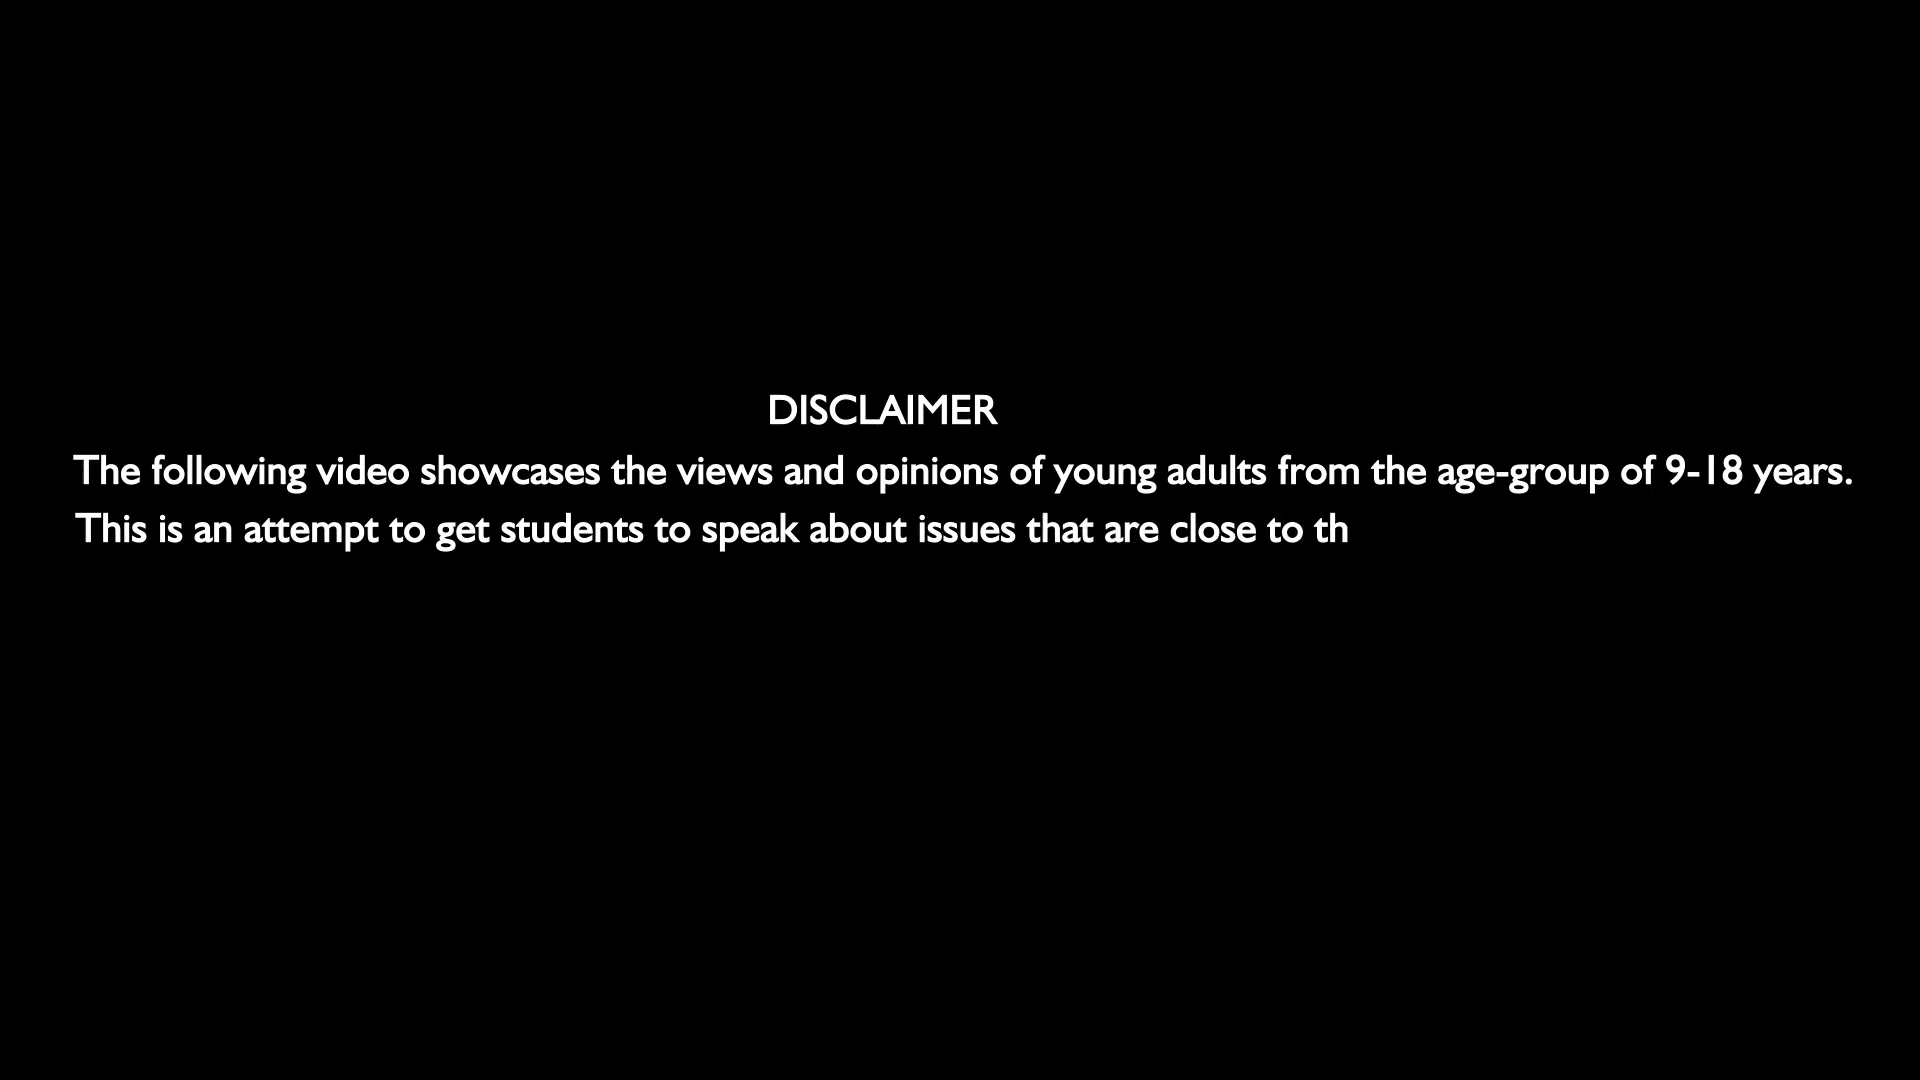 DISCLAIMER
The following video showcases the views and opinions of young adults from the age-group of 9-18 years.
This is an attempt to get students to speak about issues that are close to th